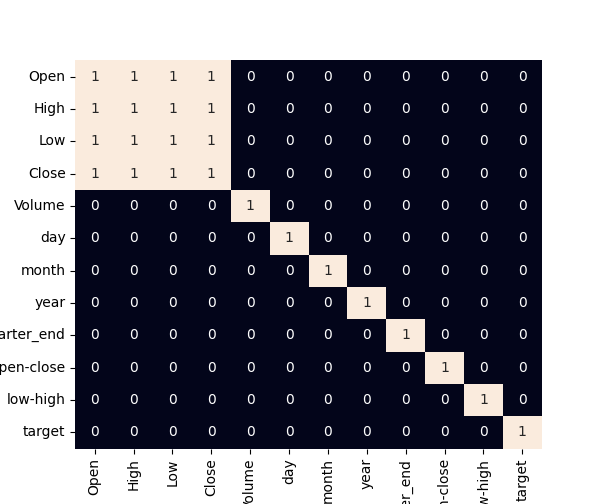 Open 1 1 1 1 0 0 0 0 0 0 0 0
High 1 1 1 1 0 0 0 0 0 0 0 0
Low 1 1 1 1 0 0 0 0 0 0 0 0
Close 1 1 1 1 0 0 0 0 0 0 0 0
Volume 0 0 0 0 1 0 0 0 0 0 0 0
day 0 0 0 0 0 1 0 0 0 0 0 0
month 0 0 0 0 0 0 1 0 0 0 0 0
year 0 0 0 0 0 0 0 1 0 0 0 0
arter_end 0 0 0 0 0 0 0 0 1 0 0 0
pen-close 0 0 0 0 0 0 0 0 0 1 0 0
low-high 0 0 0 0 0 0 0 0 0 0 1 0
target 0 0 0 0 0 0 0 0 0 0 0 1
Open High Low Close olume day month year er_end -close w-high target